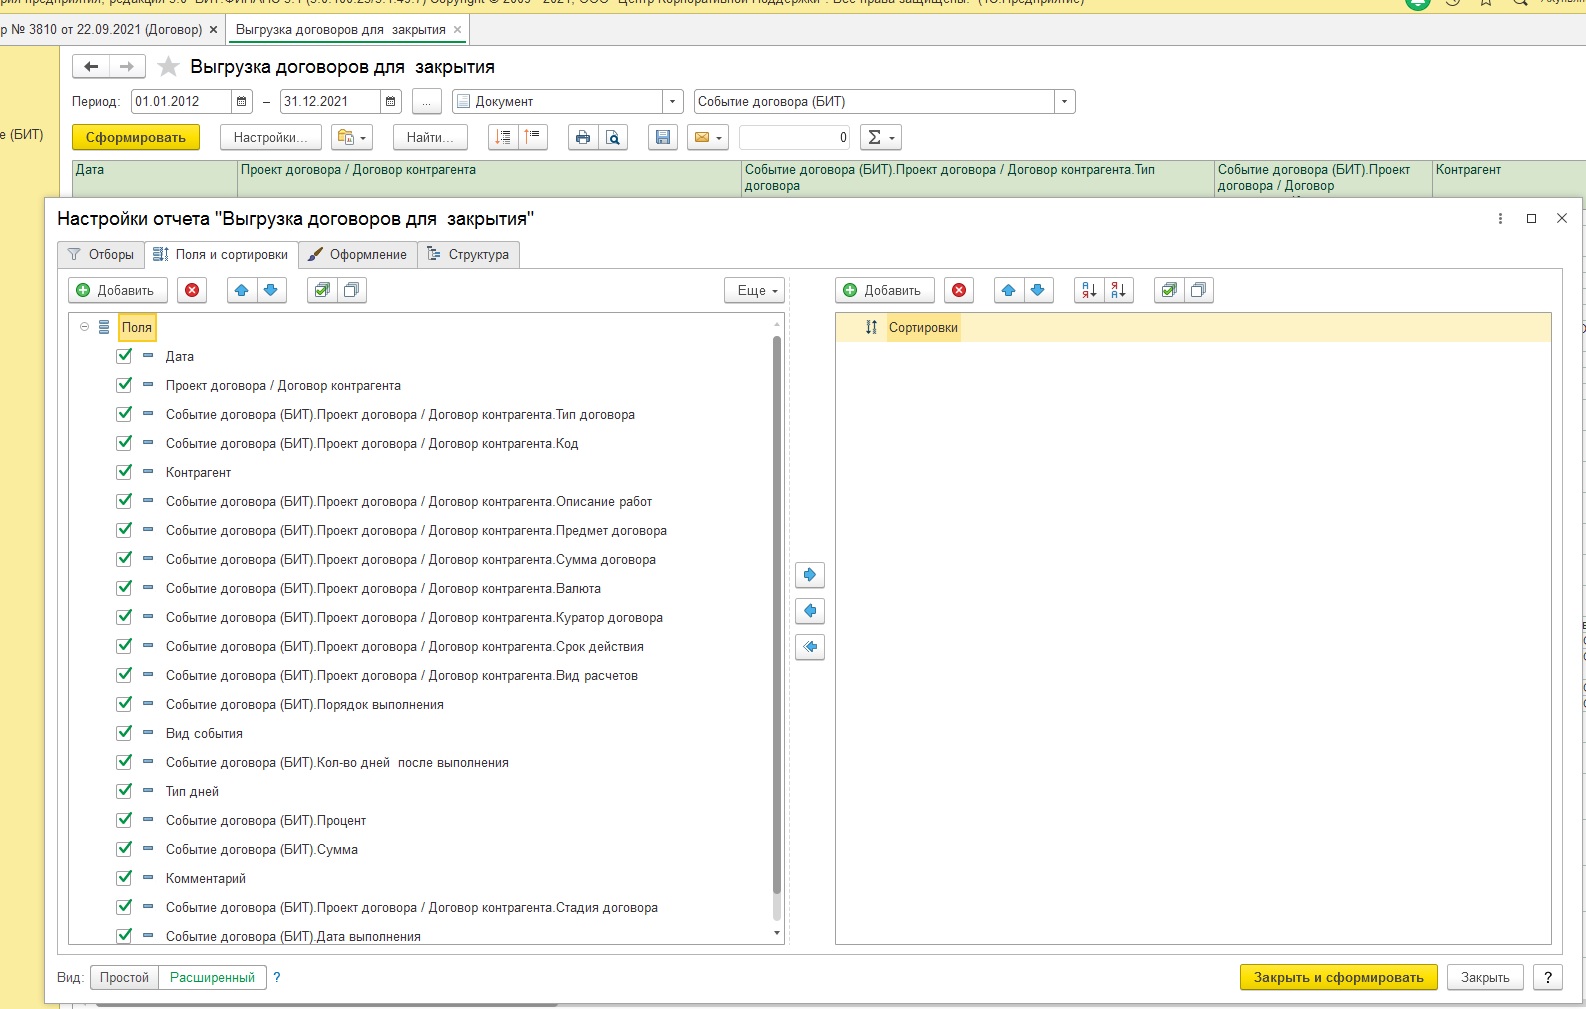 р № 3810 от 22.09.2021 (Договор) ×
Выгрузка договоров для закрытия ×
Выгрузка договоров для закрытия
Период: 01.01.2012 – 31.12.2021 ... Документ Событие договора (БИТ)
е (БИТ)
Сформировать Настройки... Найти... 0 Σ
Дата
Проект договора / Договор контрагента
Событие договора (БИТ).Проект договора / Договор контрагента.Тип
договора
Событие договора (БИТ).Проект
договора / Договор
Контрагент
Настройки отчета "Выгрузка договоров для закрытия"
Отборы Поля и сортировки Оформление Структура
Добавить Еще Добавить
Поля
Сортировки
Дата
Проект договора / Договор контрагента
Событие договора (БИТ).Проект договора / Договор контрагента.Тип договора
Событие договора (БИТ).Проект договора / Договор контрагента.Код
Контрагент
Событие договора (БИТ).Проект договора / Договор контрагента.Описание работ
Событие договора (БИТ).Проект договора / Договор контрагента.Предмет договора
Событие договора (БИТ).Проект договора / Договор контрагента.Сумма договора
Событие договора (БИТ).Проект договора / Договор контрагента.Валюта
Событие договора (БИТ).Проект договора / Договор контрагента.Куратор договора
Событие договора (БИТ).Проект договора / Договор контрагента.Срок действия
Событие договора (БИТ).Проект договора / Договор контрагента.Вид расчетов
Событие договора (БИТ).Порядок выполнения
Вид события
Событие договора (БИТ).Кол-во дней после выполнения
Тип дней
Событие договора (БИТ).Процент
Событие договора (БИТ).Сумма
Комментарий
Событие договора (БИТ).Проект договора / Договор контрагента.Стадия договора
Событие договора (БИТ).Дата выполнения
Вид: Простой Расширенный ?
Закрыть и сформировать Закрыть ?